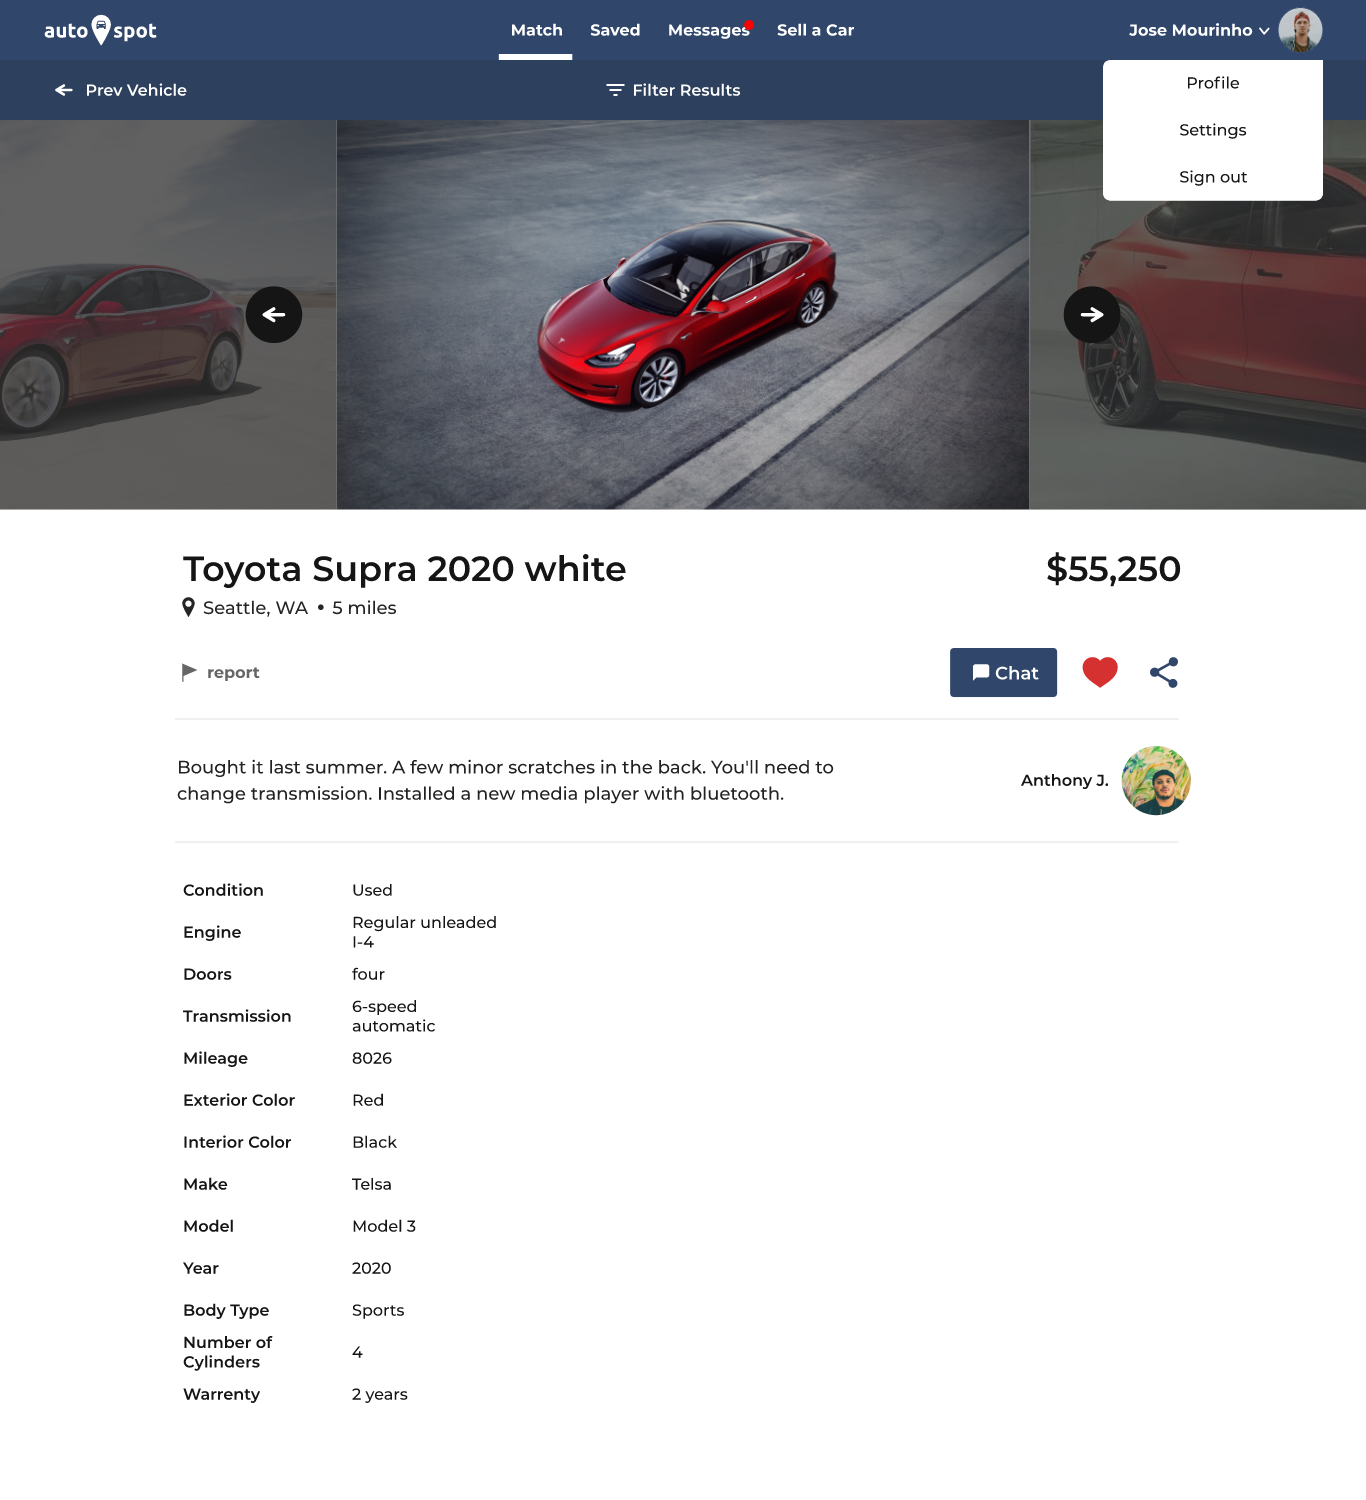 auto spot
Match Saved Messages Sell a Car
Jose Mourinho
Prev Vehicle
Filter Results
Profile
Settings
Sign out
Toyota Supra 2020 white
$55,250
Seattle, WA • 5 miles
report
Chat
Bought it last summer. A few minor scratches in the back. You'll need to
change transmission. Installed a new media player with bluetooth.
Anthony J.
Condition Used
Engine Regular unleaded
I-4
Doors four
Transmission 6-speed
automatic
Mileage 8026
Exterior Color Red
Interior Color Black
Make Telsa
Model Model 3
Year 2020
Body Type Sports
Number of
Cylinders 4
Warrenty 2 years